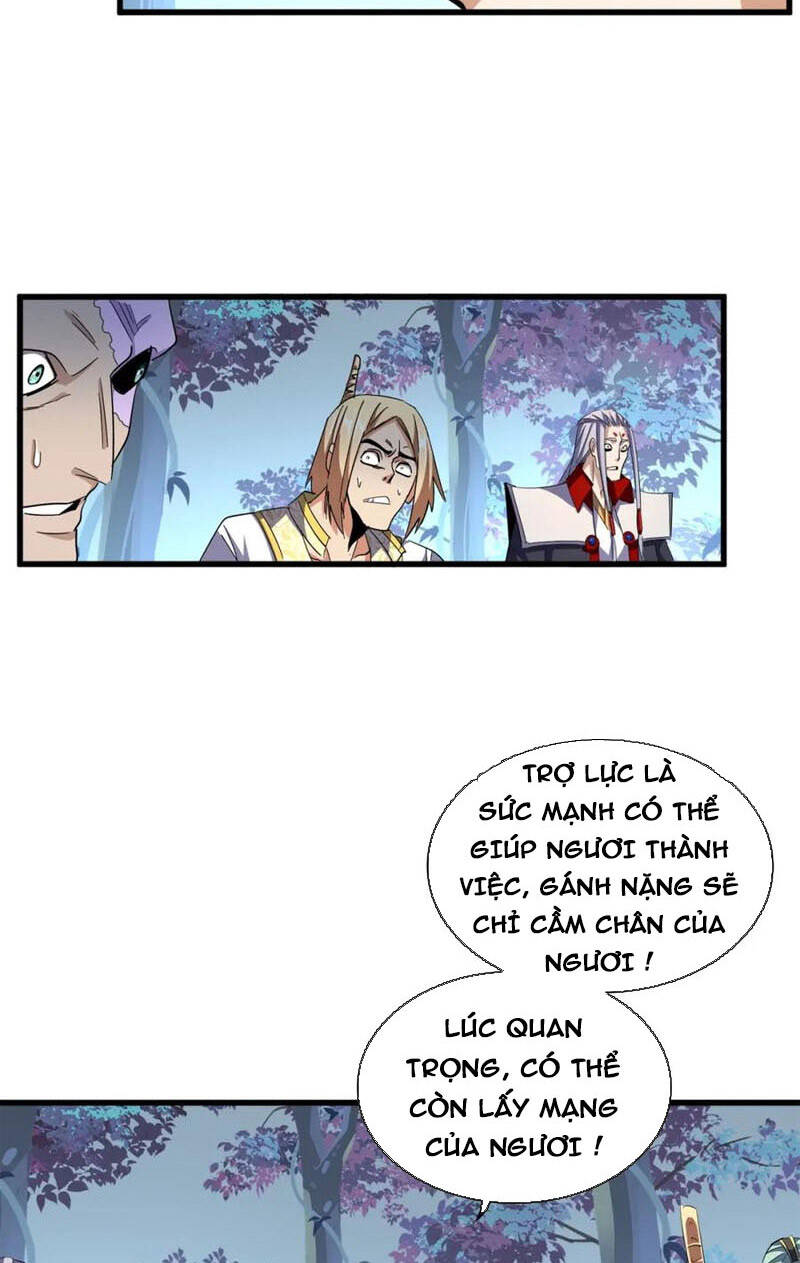 TRỢ LỰC LÀ
SỨC MẠNH CÓ THỂ
GIÚP NGƯƠI THÀNH
VIỆC, GÁNH NẶNG SẼ
CHỈ CẦM CHÂN CỦA
NGƯƠI !
LÚC QUAN
TRỌNG, CÓ THỂ
CÒN LẤY MẠNG
CỦA NGƯƠI !